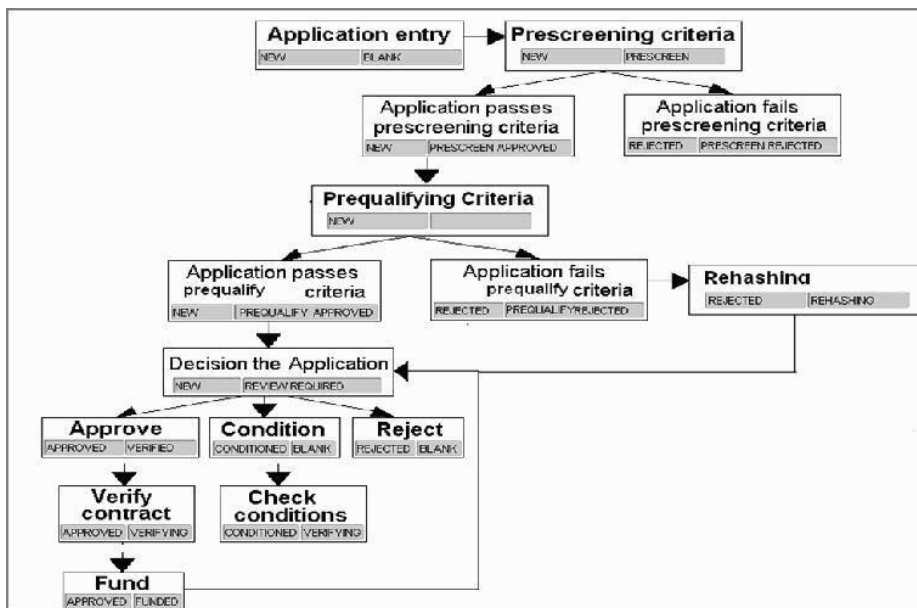 Application entry
NEW BLANK
Prescreening criteria
NEW PRESCREEN
Application passes
prescreening criteria
NEW PRESCREEN APPROVED
Application fails
prescreening criteria
REJECTED PRESCREEN REJECTED
Prequalifying Criteria
NEW
Application passes
prequalify criteria
NEW PREQUALIFY APPROVED
Application fails
prequalify criteria
REJECTED PREQUALIFYREJECTED
Rehashing
REJECTED REHASHING
Decision the Application
NEW REVIEW REQUIRED
Approve
APPROVED VERIFIED
Condition
CONDITIONED BLANK
Reject
REJECTED BLANK
Verify
contract
APPROVED VERIFYING
Check
conditions
CONDITIONED VERIFYING
Fund
APPROVED FUNDED